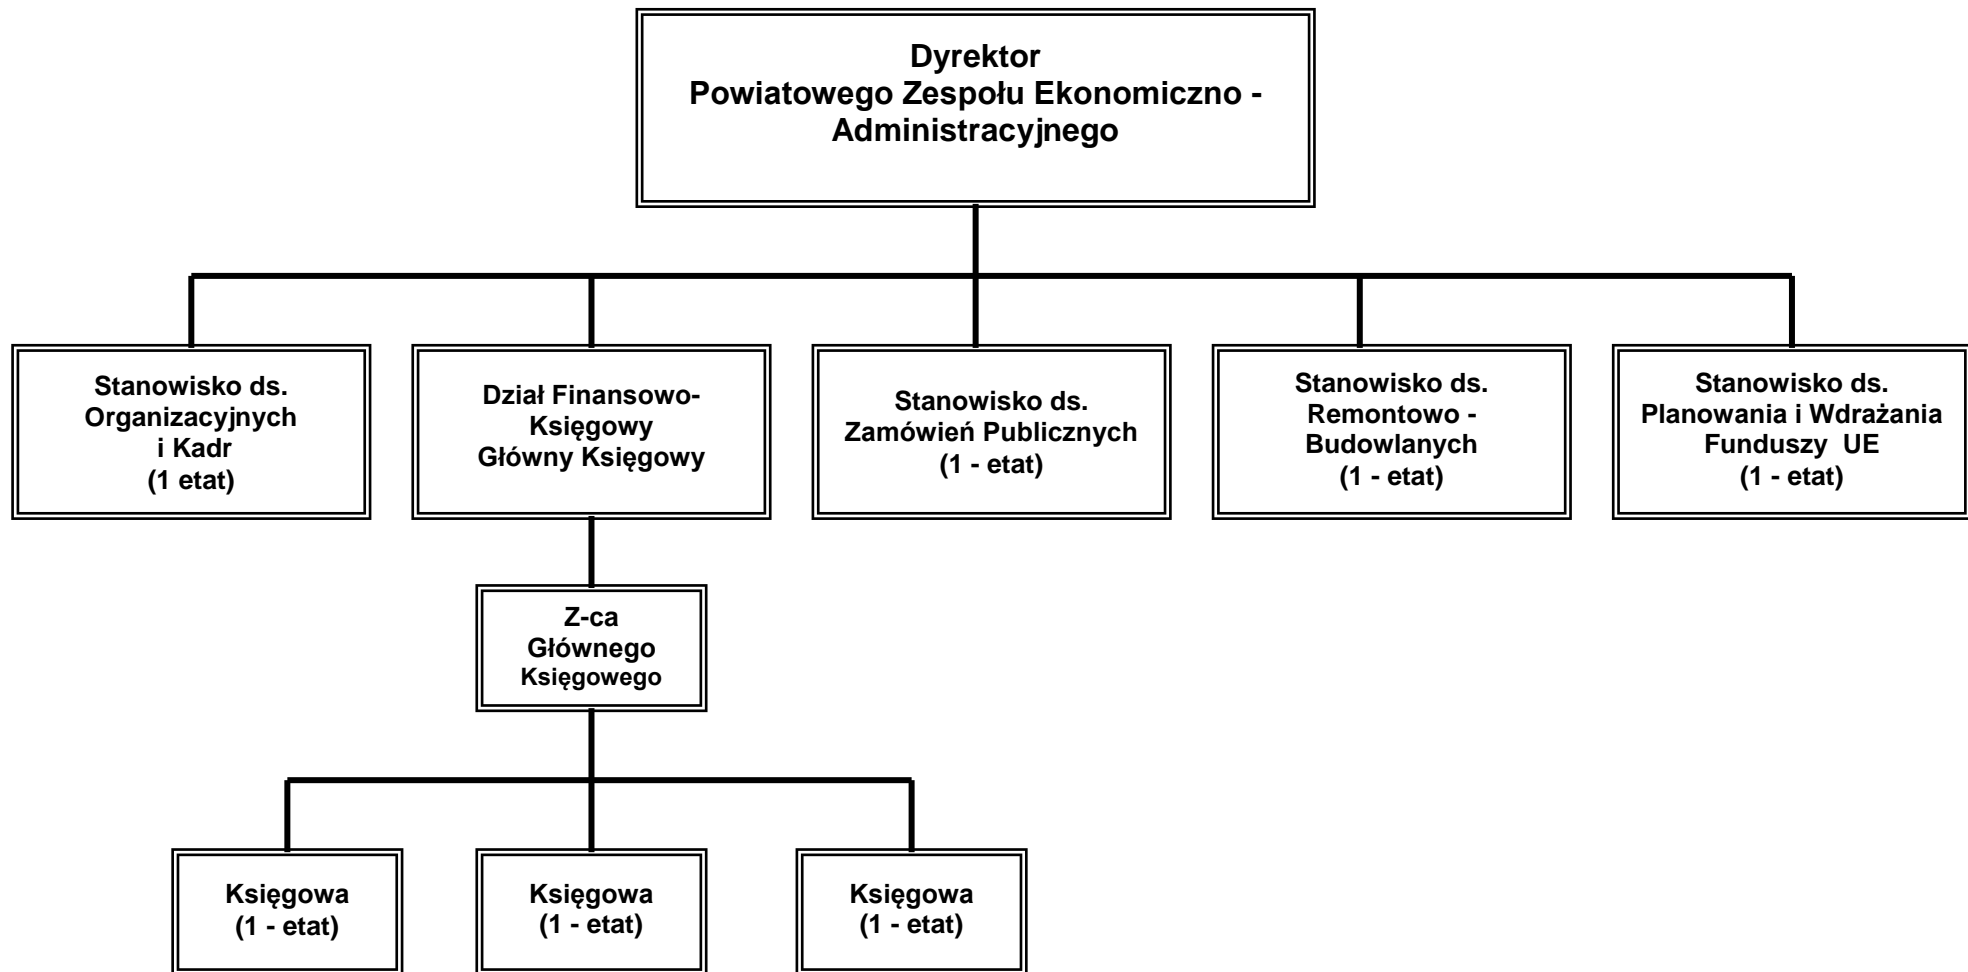 Dyrektor
Powiatowego Zespołu Ekonomiczno -
Administracyjnego
Stanowisko ds.
Organizacyjnych
i Kadr
(1 etat)
Dział Finansowo-
Księgowy
Główny Księgowy
Stanowisko ds.
Zamówień Publicznych
(1 - etat)
Stanowisko ds.
Remontowo -
Budowlanych
(1 - etat)
Stanowisko ds.
Planowania i Wdrażania
Funduszy  UE
(1 - etat)
Z-ca
Głównego
Księgowego
Księgowa
(1 - etat)
Księgowa
(1 - etat)
Księgowa
(1 - etat)